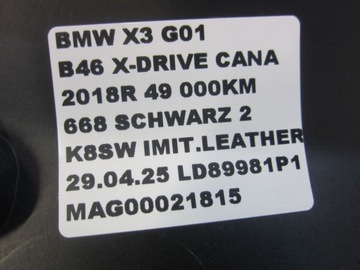 BMW X3 G01
B46 X-DRIVE CANA
2018R 49 000KM
668 SCHWARZ 2
K8SW IMIT.LEATHER
29.04.25 LD89981P1
MAG00021815